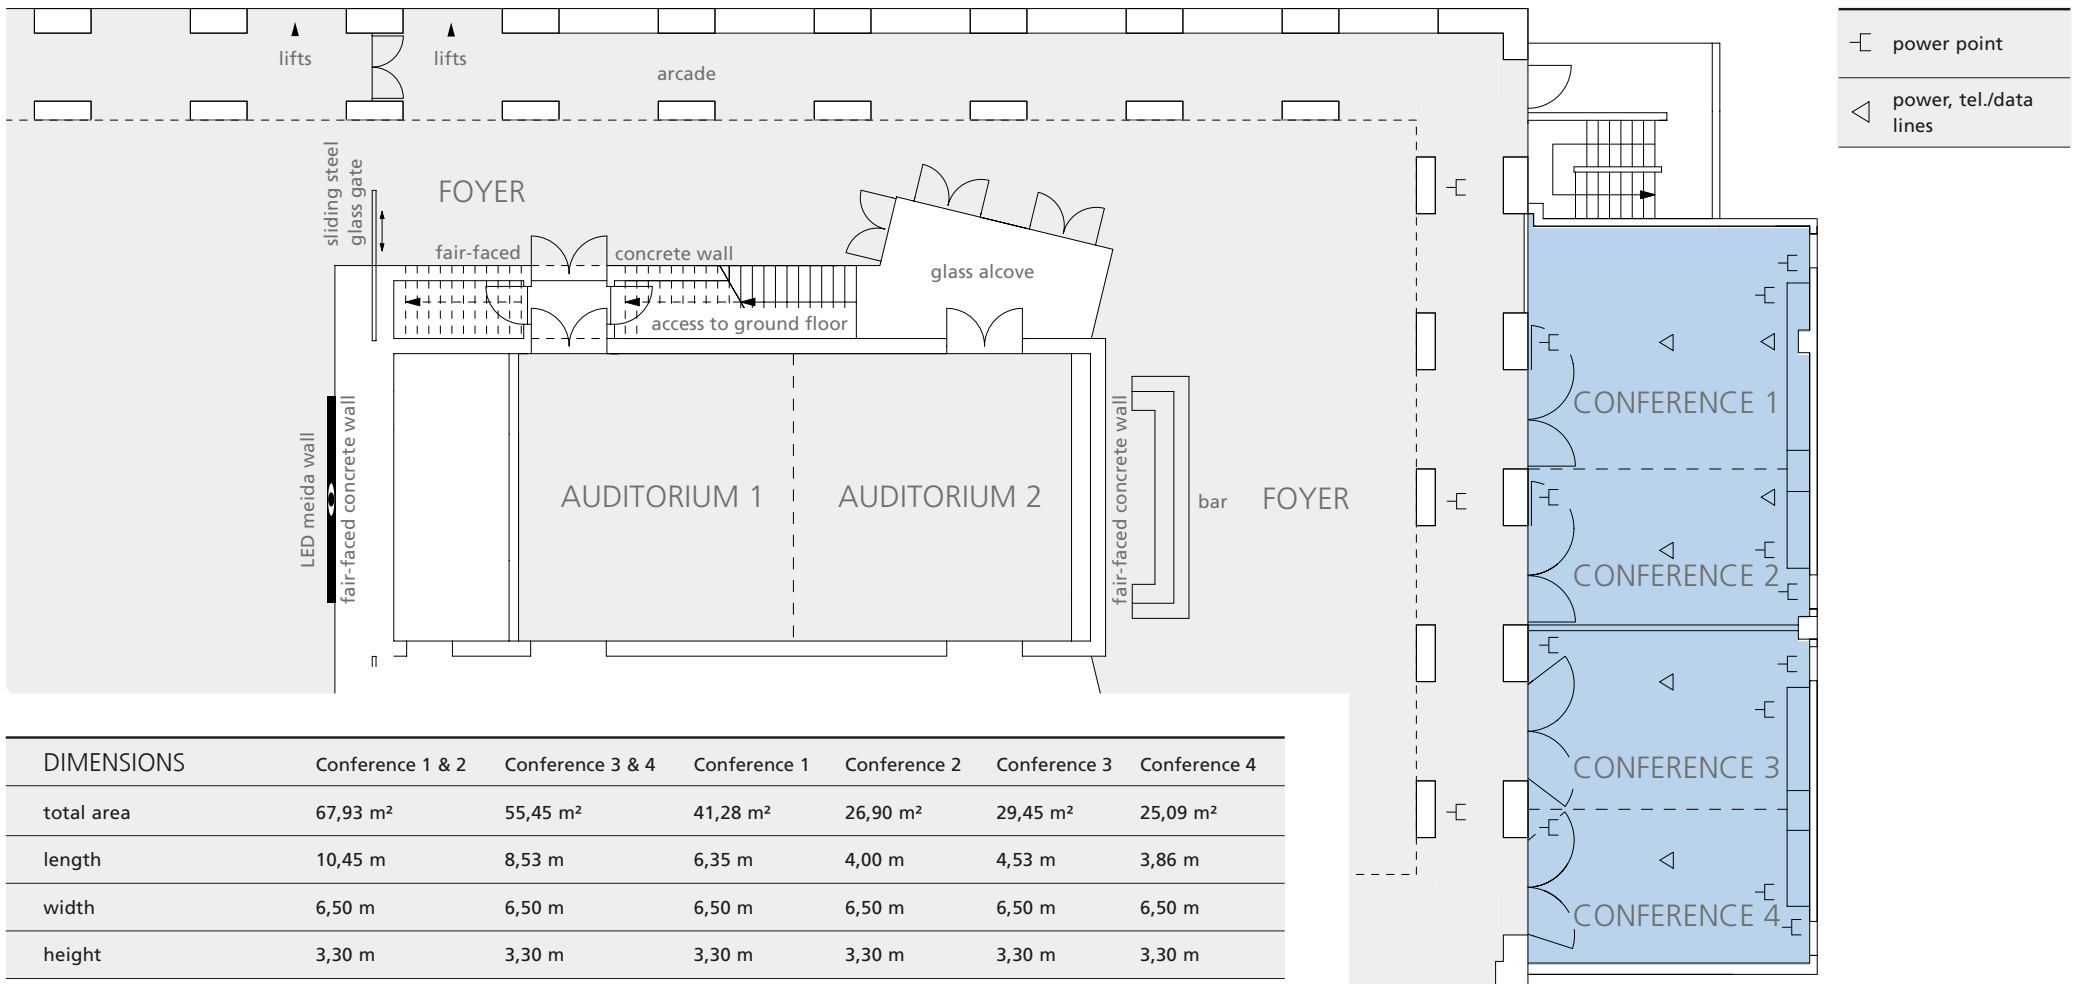 lifts
lifts
arcade
power point
power, tel./data
lines
sliding steel
glass gate
FOYER
fair-faced
concrete wall
glass alcove
access to ground floor
CONFERENCE 1
LED meida wall
fair-faced concrete wall
AUDITORIUM 1
AUDITORIUM 2
fair-faced concrete wall
bar
FOYER
CONFERENCE 2
CONFERENCE 3
CONFERENCE 4
DIMENSIONS Conference 1 & 2 Conference 3 & 4 Conference 1 Conference 2 Conference 3 Conference 4
total area 67,93 m² 55,45 m² 41,28 m² 26,90 m² 29,45 m² 25,09 m²
length 10,45 m 8,53 m 6,35 m 4,00 m 4,53 m 3,86 m
width 6,50 m 6,50 m 6,50 m 6,50 m 6,50 m 6,50 m
height 3,30 m 3,30 m 3,30 m 3,30 m 3,30 m 3,30 m